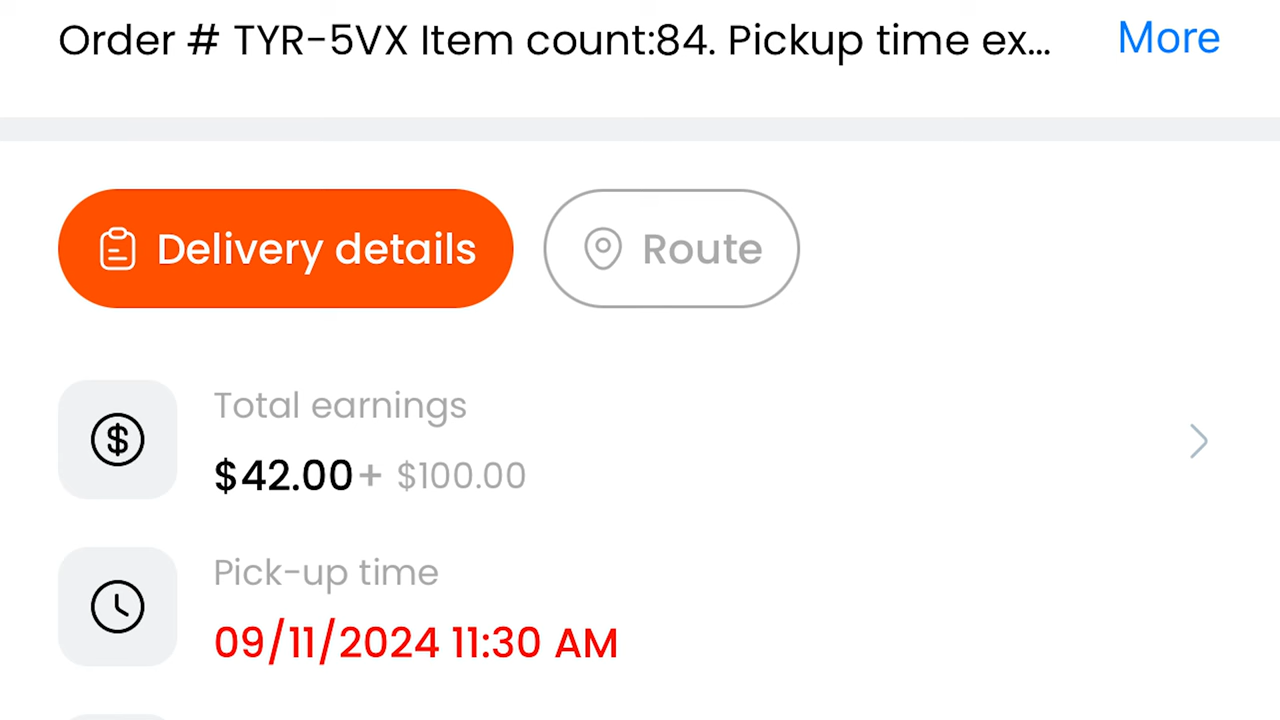 Order # TYR-5VX Item count:84. Pickup time ex...
More
Delivery details
Route
Total earnings
$42.00+ $100.00
Pick-up time
09/11/2024 11:30 AM